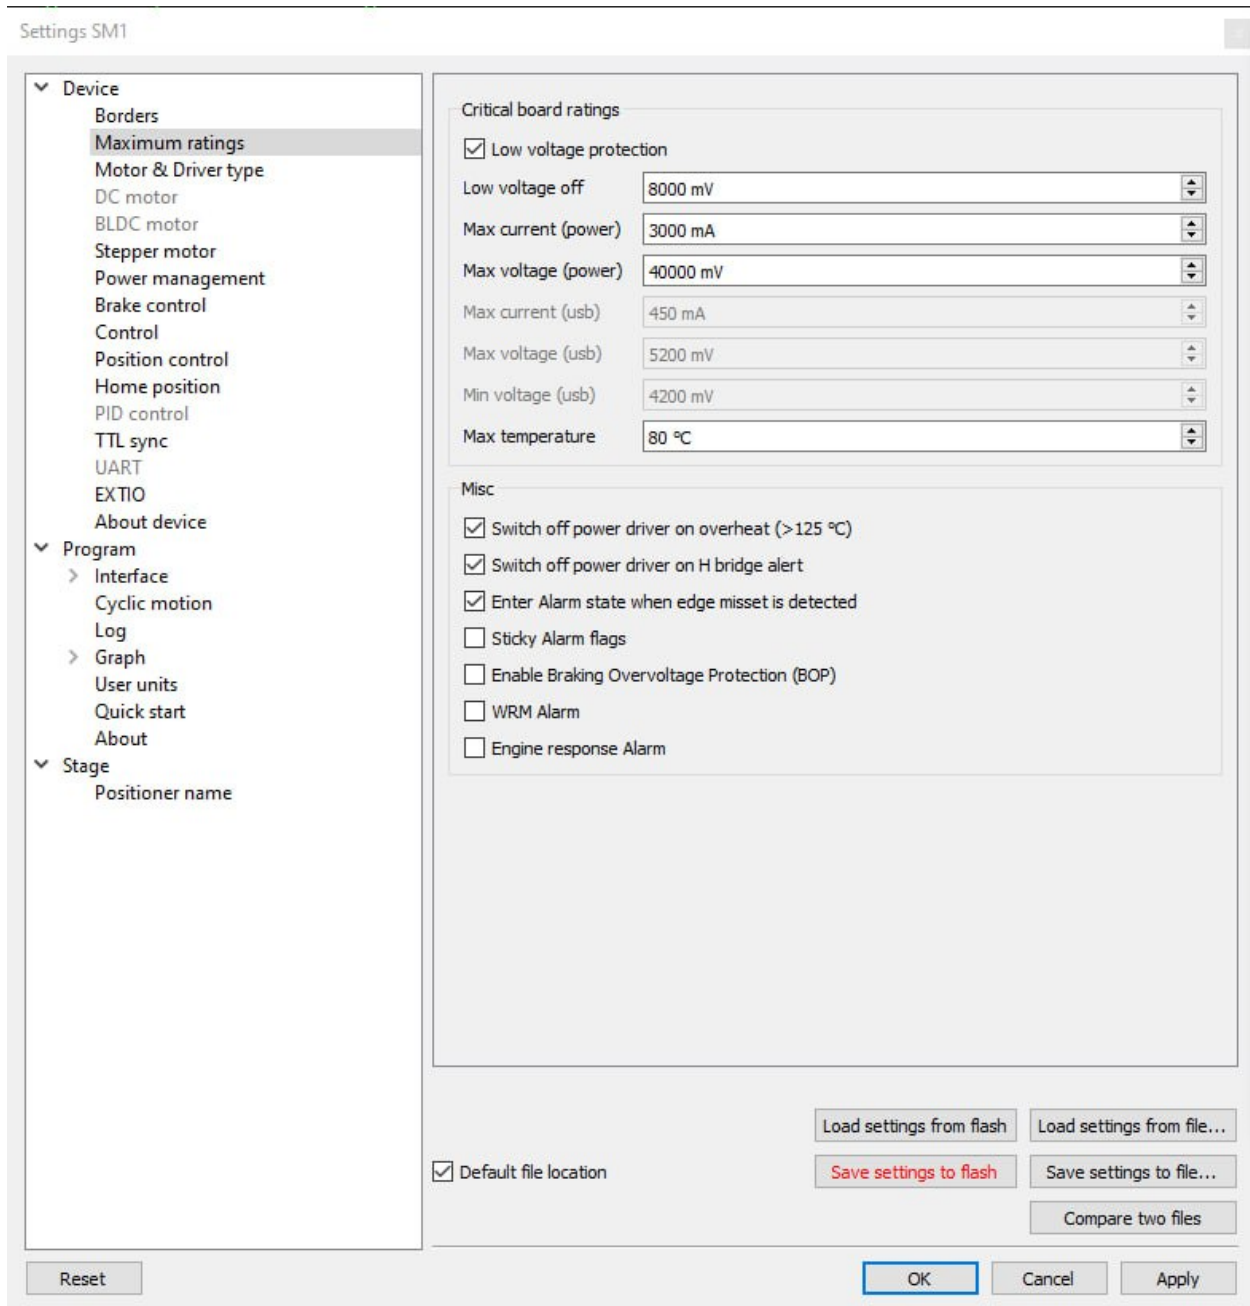 Settings SM1
Device
Borders
Maximum ratings
Motor & Driver type
DC motor
BLDC motor
Stepper motor
Power management
Brake control
Control
Position control
Home position
PID control
TTL sync
UART
EXTIO
About device
Program
Interface
Cyclic motion
Log
Graph
User units
Quick start
About
Stage
Positioner name
Critical board ratings
Low voltage protection
Low voltage off 8000 mV
Max current (power) 3000 mA
Max voltage (power) 40000 mV
Max current (usb) 450 mA
Max voltage (usb) 5200 mV
Min voltage (usb) 4200 mV
Max temperature 80 °C
Misc
Switch off power driver on overheat (>125 °C)
Switch off power driver on H bridge alert
Enter Alarm state when edge misset is detected
Sticky Alarm flags
Enable Braking Overvoltage Protection (BOP)
WRM Alarm
Engine response Alarm
Load settings from flash Load settings from file...
Default file location Save settings to flash Save settings to file...
Compare two files
Reset OK Cancel Apply